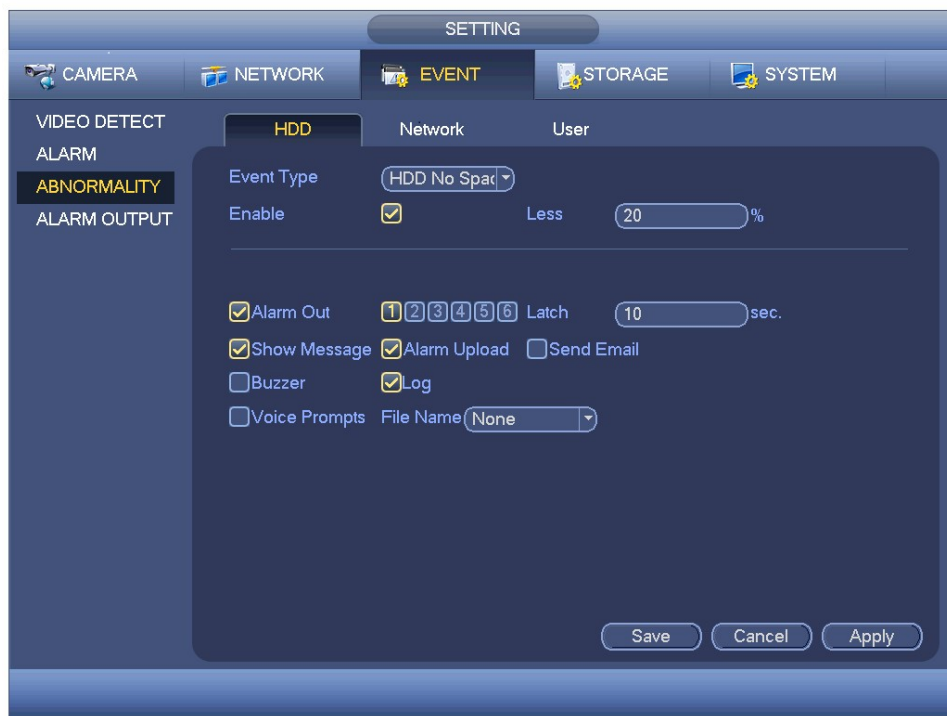 SETTING
CAMERA NETWORK EVENT STORAGE SYSTEM
VIDEO DETECT
ALARM
ABNORMALITY
ALARM OUTPUT
HDD Network User
Event Type HDD No Spac
Enable Less 20 %
Alarm Out 1 2 3 4 5 6 Latch 10 sec.
Show Message Alarm Upload Send Email
Buzzer Log
Voice Prompts File Name None
Save Cancel Apply